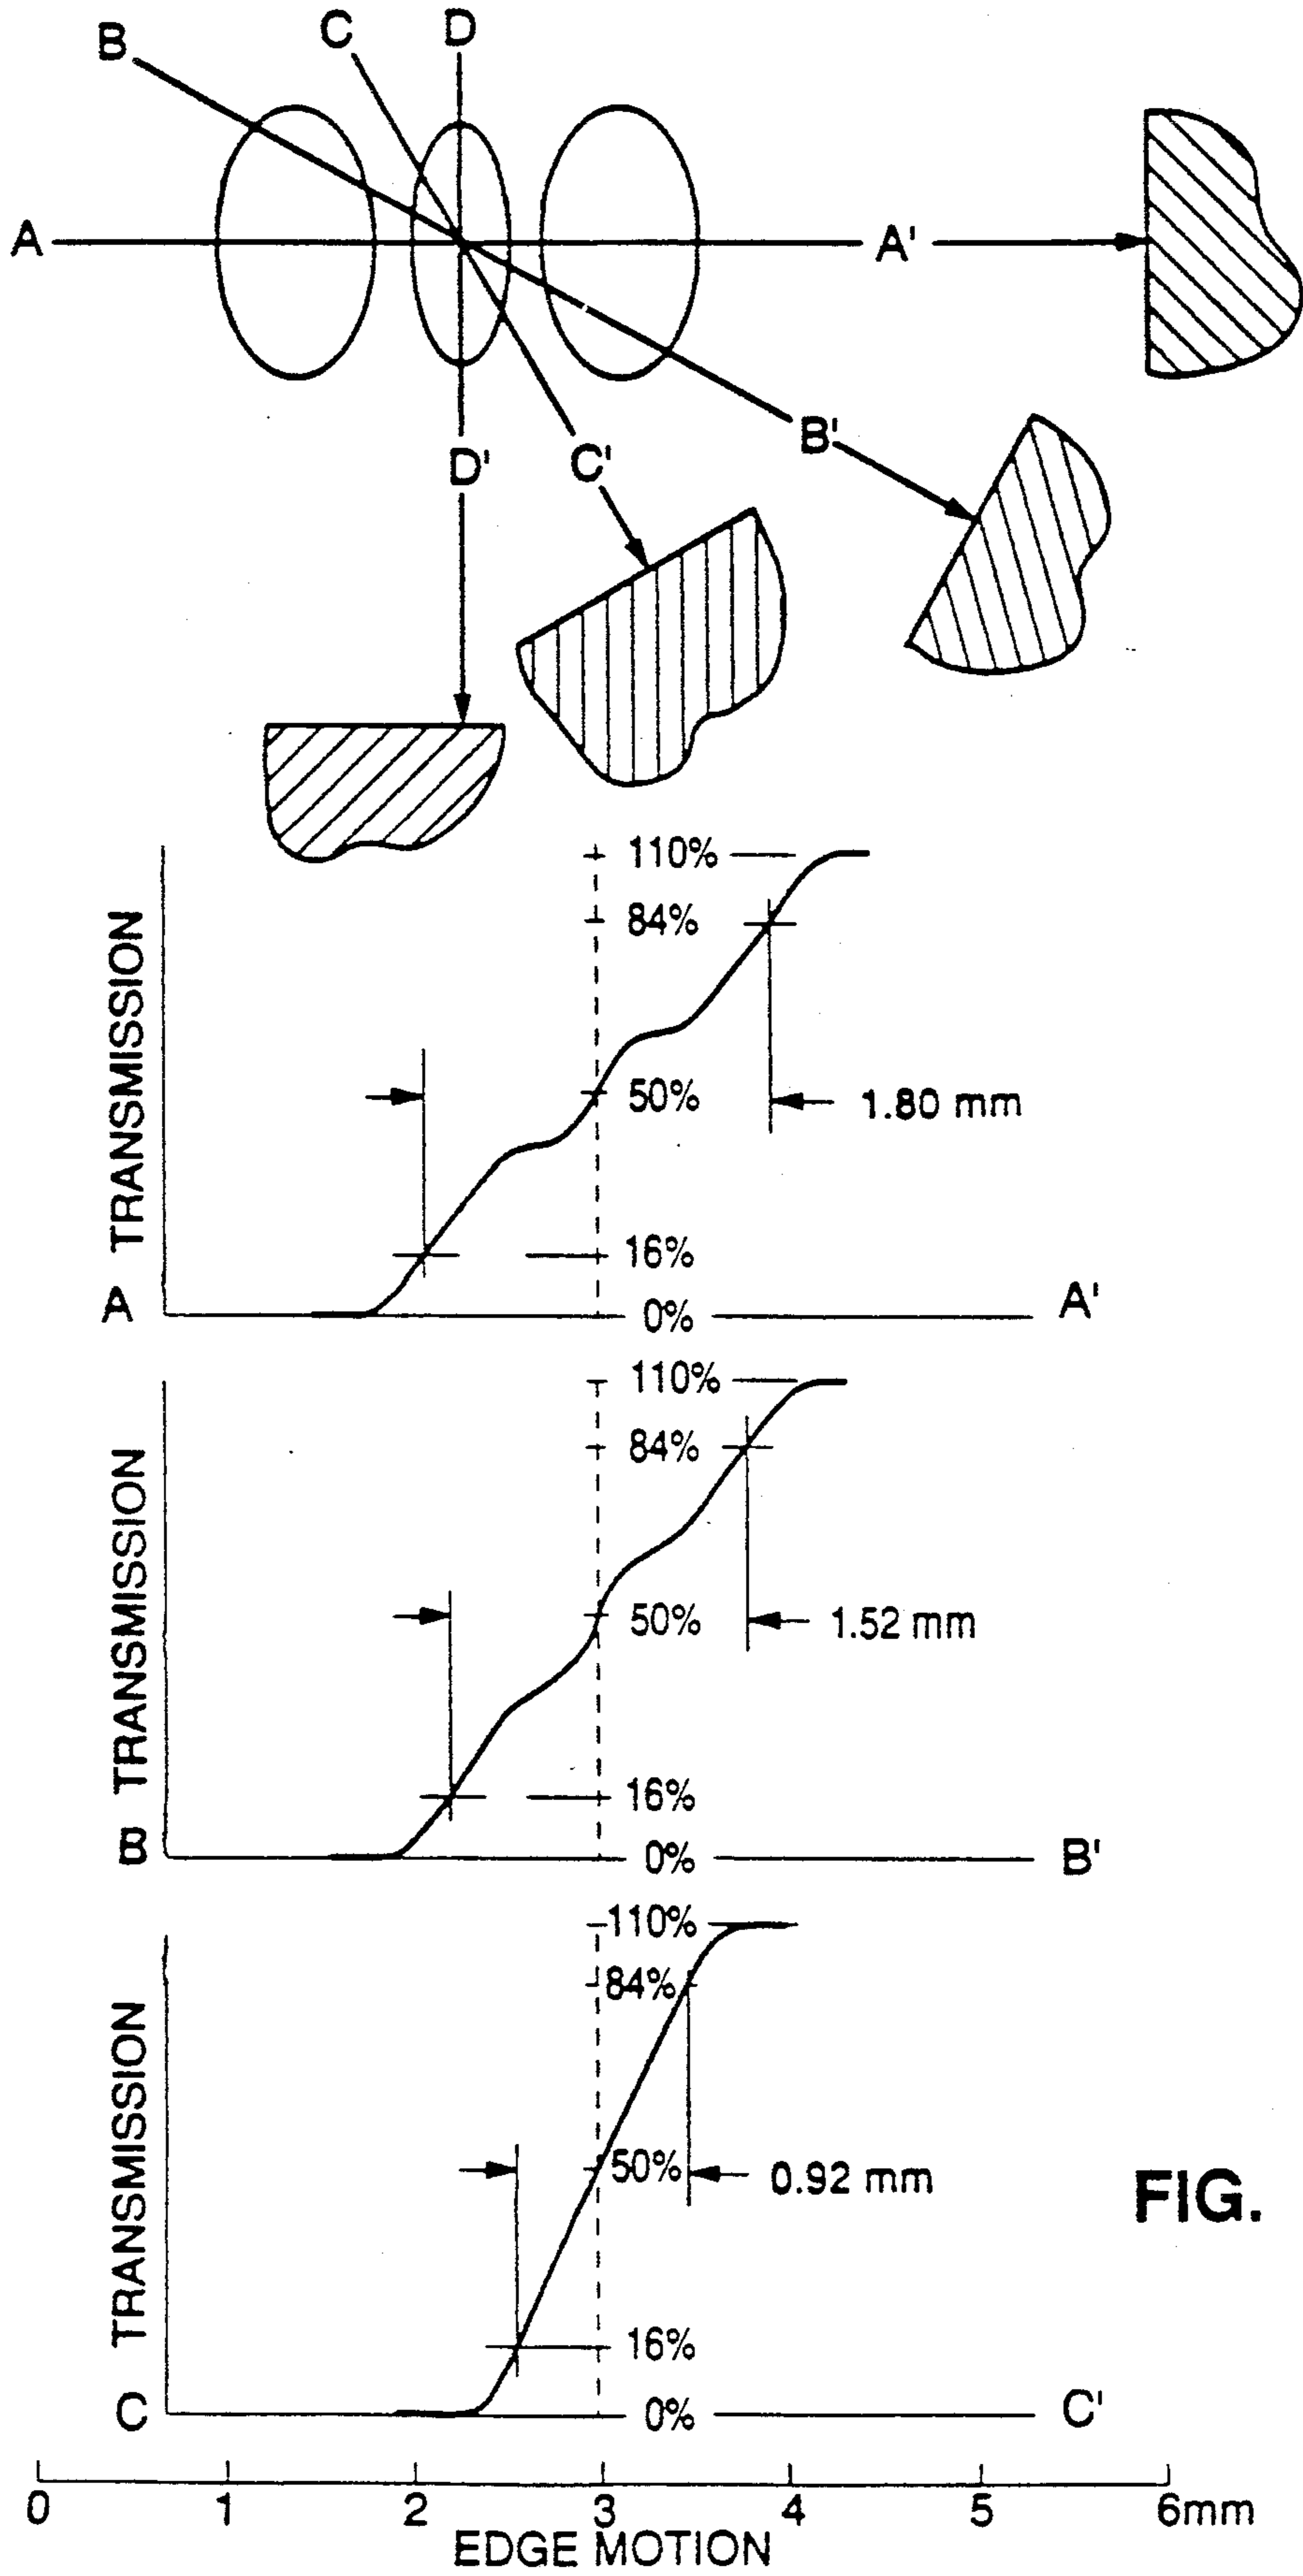 B
C
D
A
A'
B'
C'
D'
110%
84%
50%
1.80 mm
16%
0%
A TRANSMISSION
A'
110%
84%
50%
1.52 mm
16%
0%
B TRANSMISSION
B'
110%
84%
50%
0.92 mm
16%
0%
C TRANSMISSION
C'
FIG.
0 1 2 3 4 5 6mm
EDGE MOTION